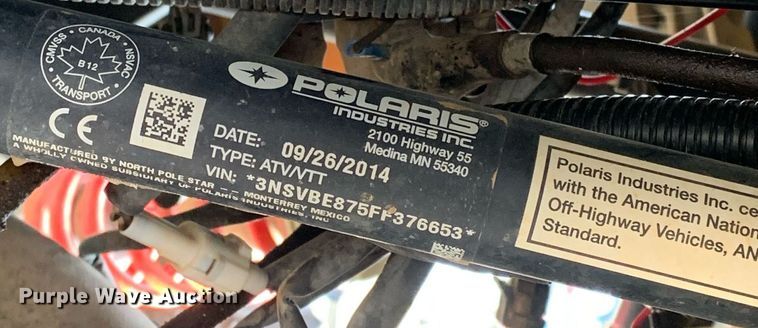 CMVSS CANADA NSVAC
B12
TRANSPORT
CE
POLARIS®
INDUSTRIES INC
2100 Highway 55
Medina MN 55340
DATE: 09/26/2014
TYPE: ATV/VTT
VIN: *3NSVBE875FF376653*
MANUFACTURED BY NORTH POLE STAR -- MONTERREY MEXICO
A WHOLLY OWNED SUBSIDIARY OF POLARIS INDUSTRIES, INC
Polaris Industries Inc. ce
with the American Nation
Off-Highway Vehicles, AN
Standard.
Purple Wave Auction